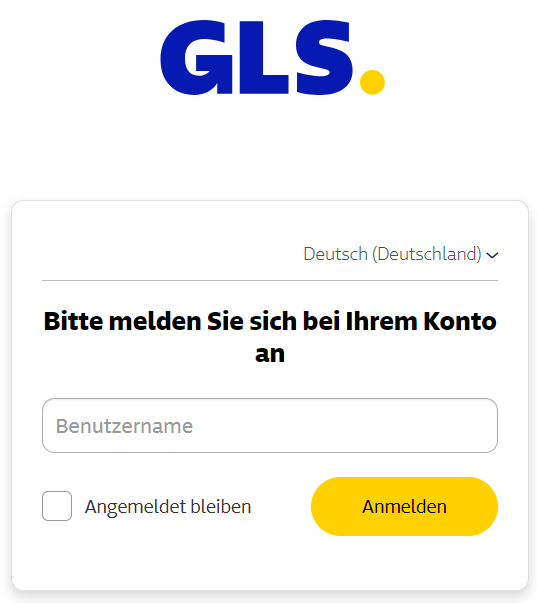 GLS.
Deutsch (Deutschland)
Bitte melden Sie sich bei Ihrem Konto
an
Benutzername
Angemeldet bleiben
Anmelden